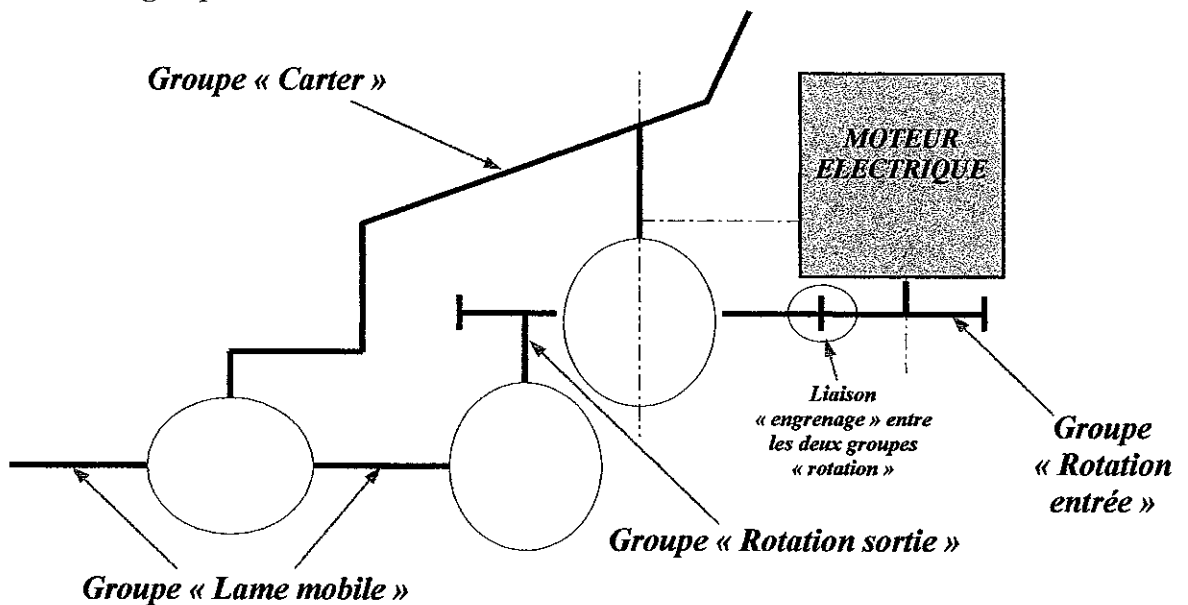 Groupe « Carter »
MOTEUR
ELECTRIQUE
Liaison
« engrenage » entre
les deux groupes
« rotation »
Groupe
« Rotation
entrée »
Groupe « Rotation sortie »
Groupe « Lame mobile »